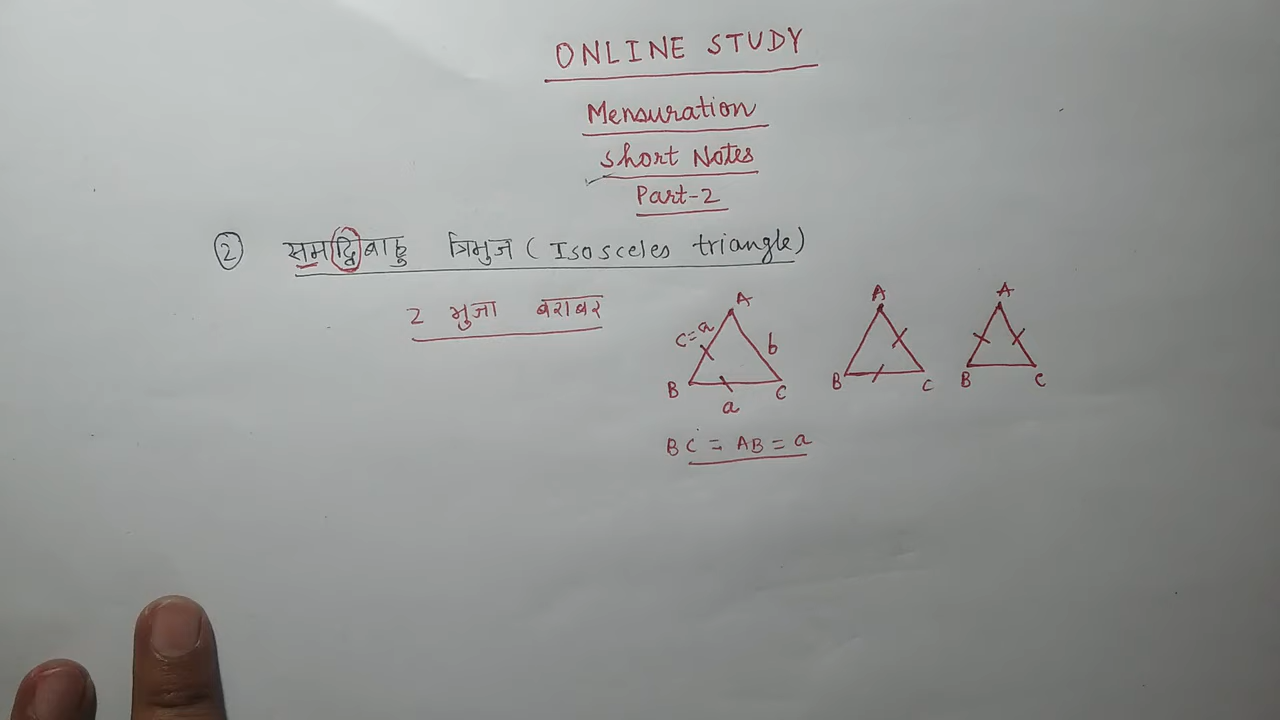 ONLINE STUDY
Mensuration
Short Notes
Part-2
② समद्विबाहु त्रिभुज (Isosceles triangle)
2 भुजा बराबर
A
c=a
b
B
C
a
A
B
C
A
B
C
BC = AB = a